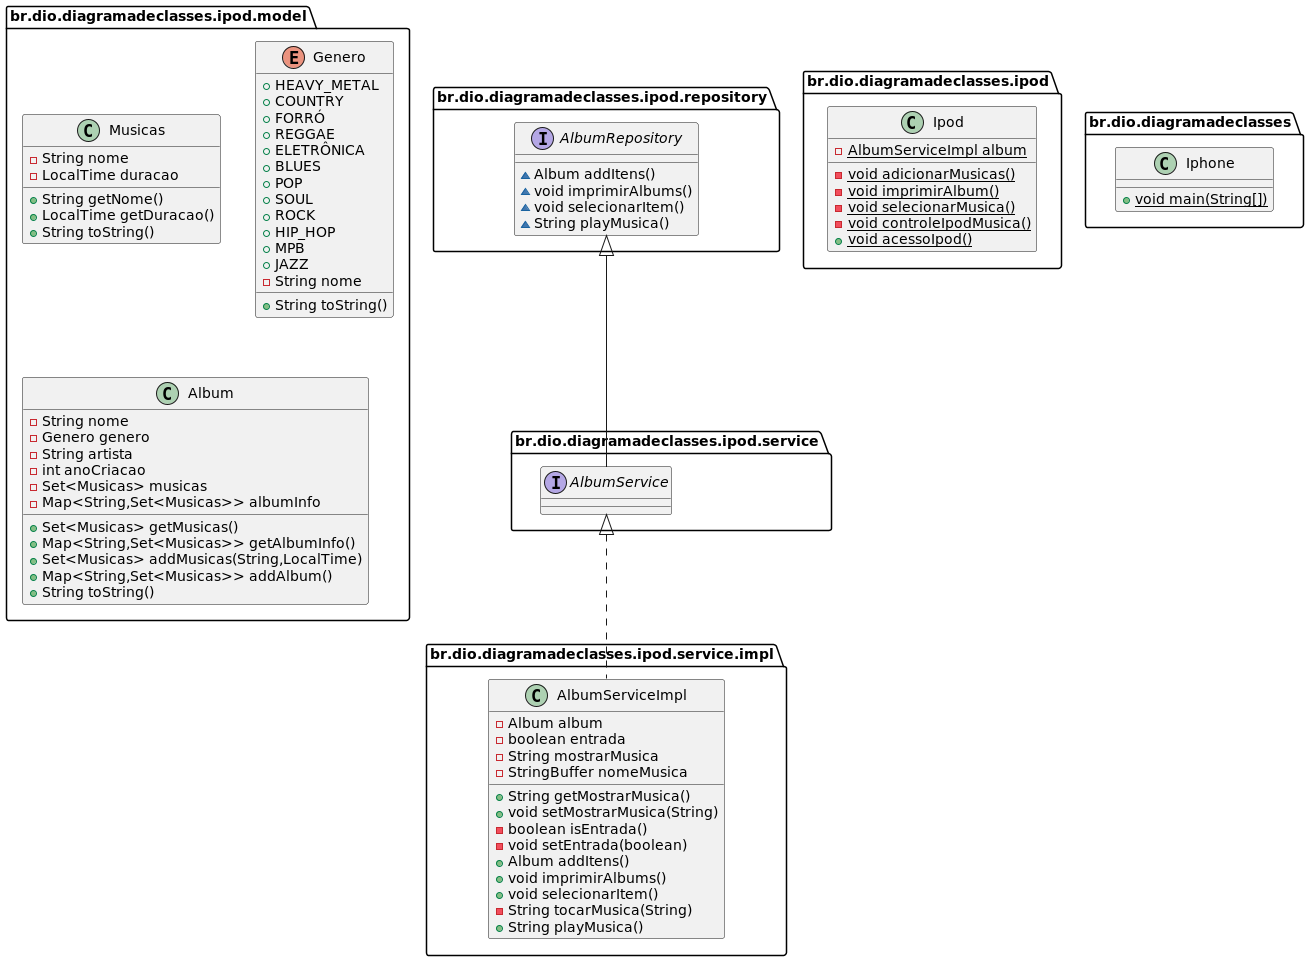 br.dio.diagramadeclasses.ipod.model
E Genero
HEAVY_METAL
COUNTRY
FORRÓ
REGGAE
ELETRÔNICA
BLUES
POP
SOUL
ROCK
HIP_HOP
MPB
JAZZ
String nome
String toString()
C Musicas
String nome
LocalTime duracao
String getNome()
LocalTime getDuracao()
String toString()
C Album
String nome
Genero genero
String artista
int anoCriacao
Set<Musicas> musicas
Map<String,Set<Musicas>> albumInfo
Set<Musicas> getMusicas()
Map<String,Set<Musicas>> getAlbumInfo()
Set<Musicas> addMusicas(String,LocalTime)
Map<String,Set<Musicas>> addAlbum()
String toString()
br.dio.diagramadeclasses.ipod.repository
I AlbumRepository
Album addItens()
void imprimirAlbums()
void selecionarItem()
String playMusica()
br.dio.diagramadeclasses.ipod
C Ipod
AlbumServiceImpl album
void adicionarMusicas()
void imprimirAlbum()
void selecionarMusica()
void controleIpodMusica()
void acessoIpod()
br.dio.diagramadeclasses
C Iphone
void main(String[])
br.dio.diagramadeclasses.ipod.service
I AlbumService
br.dio.diagramadeclasses.ipod.service.impl
C AlbumServiceImpl
Album album
boolean entrada
String mostrarMusica
StringBuffer nomeMusica
String getMostrarMusica()
void setMostrarMusica(String)
boolean isEntrada()
void setEntrada(boolean)
Album addItens()
void imprimirAlbums()
void selecionarItem()
String tocarMusica(String)
String playMusica()